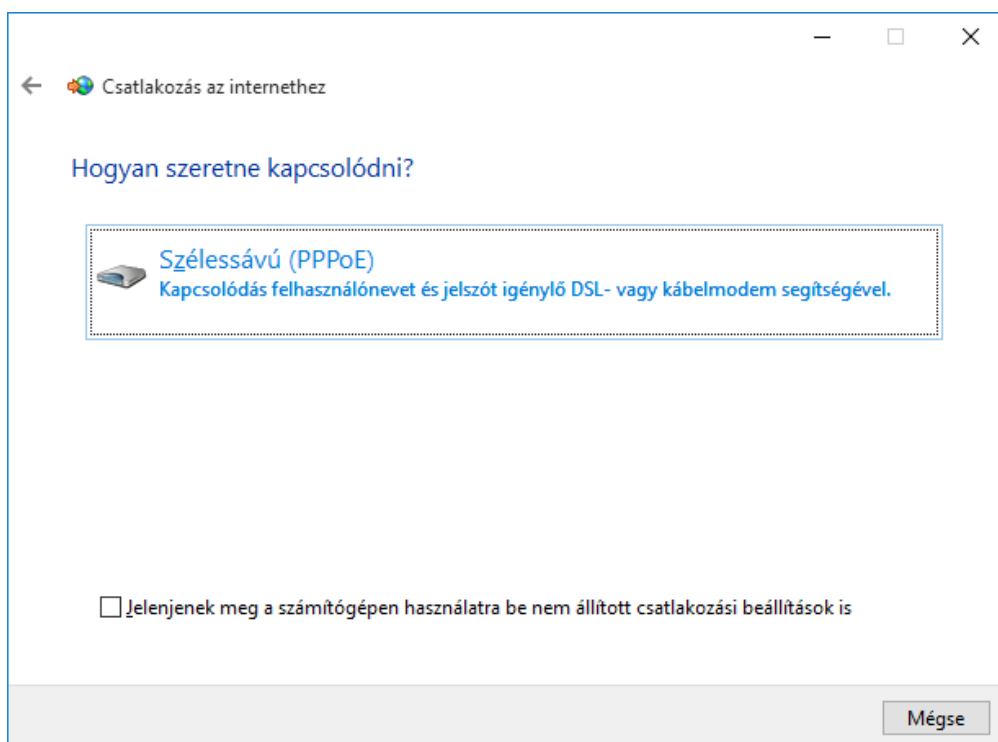 Csatlakozás az internethez
Hogyan szeretne kapcsolódni?
Szélessávú (PPPoE)
Kapcsolódás felhasználónevet és jelszót igénylő DSL- vagy kábelmodem segítségével.
Jelenjenek meg a számítógépen használatra be nem állított csatlakozási beállítások is
Mégse